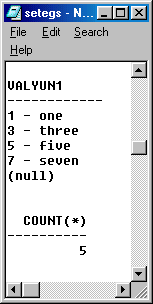 setegs - N...
File Edit Search
Help
VALYUN1
------------
1 - one
3 - three
5 - five
7 - seven
(null)
COUNT(*)
----------
5